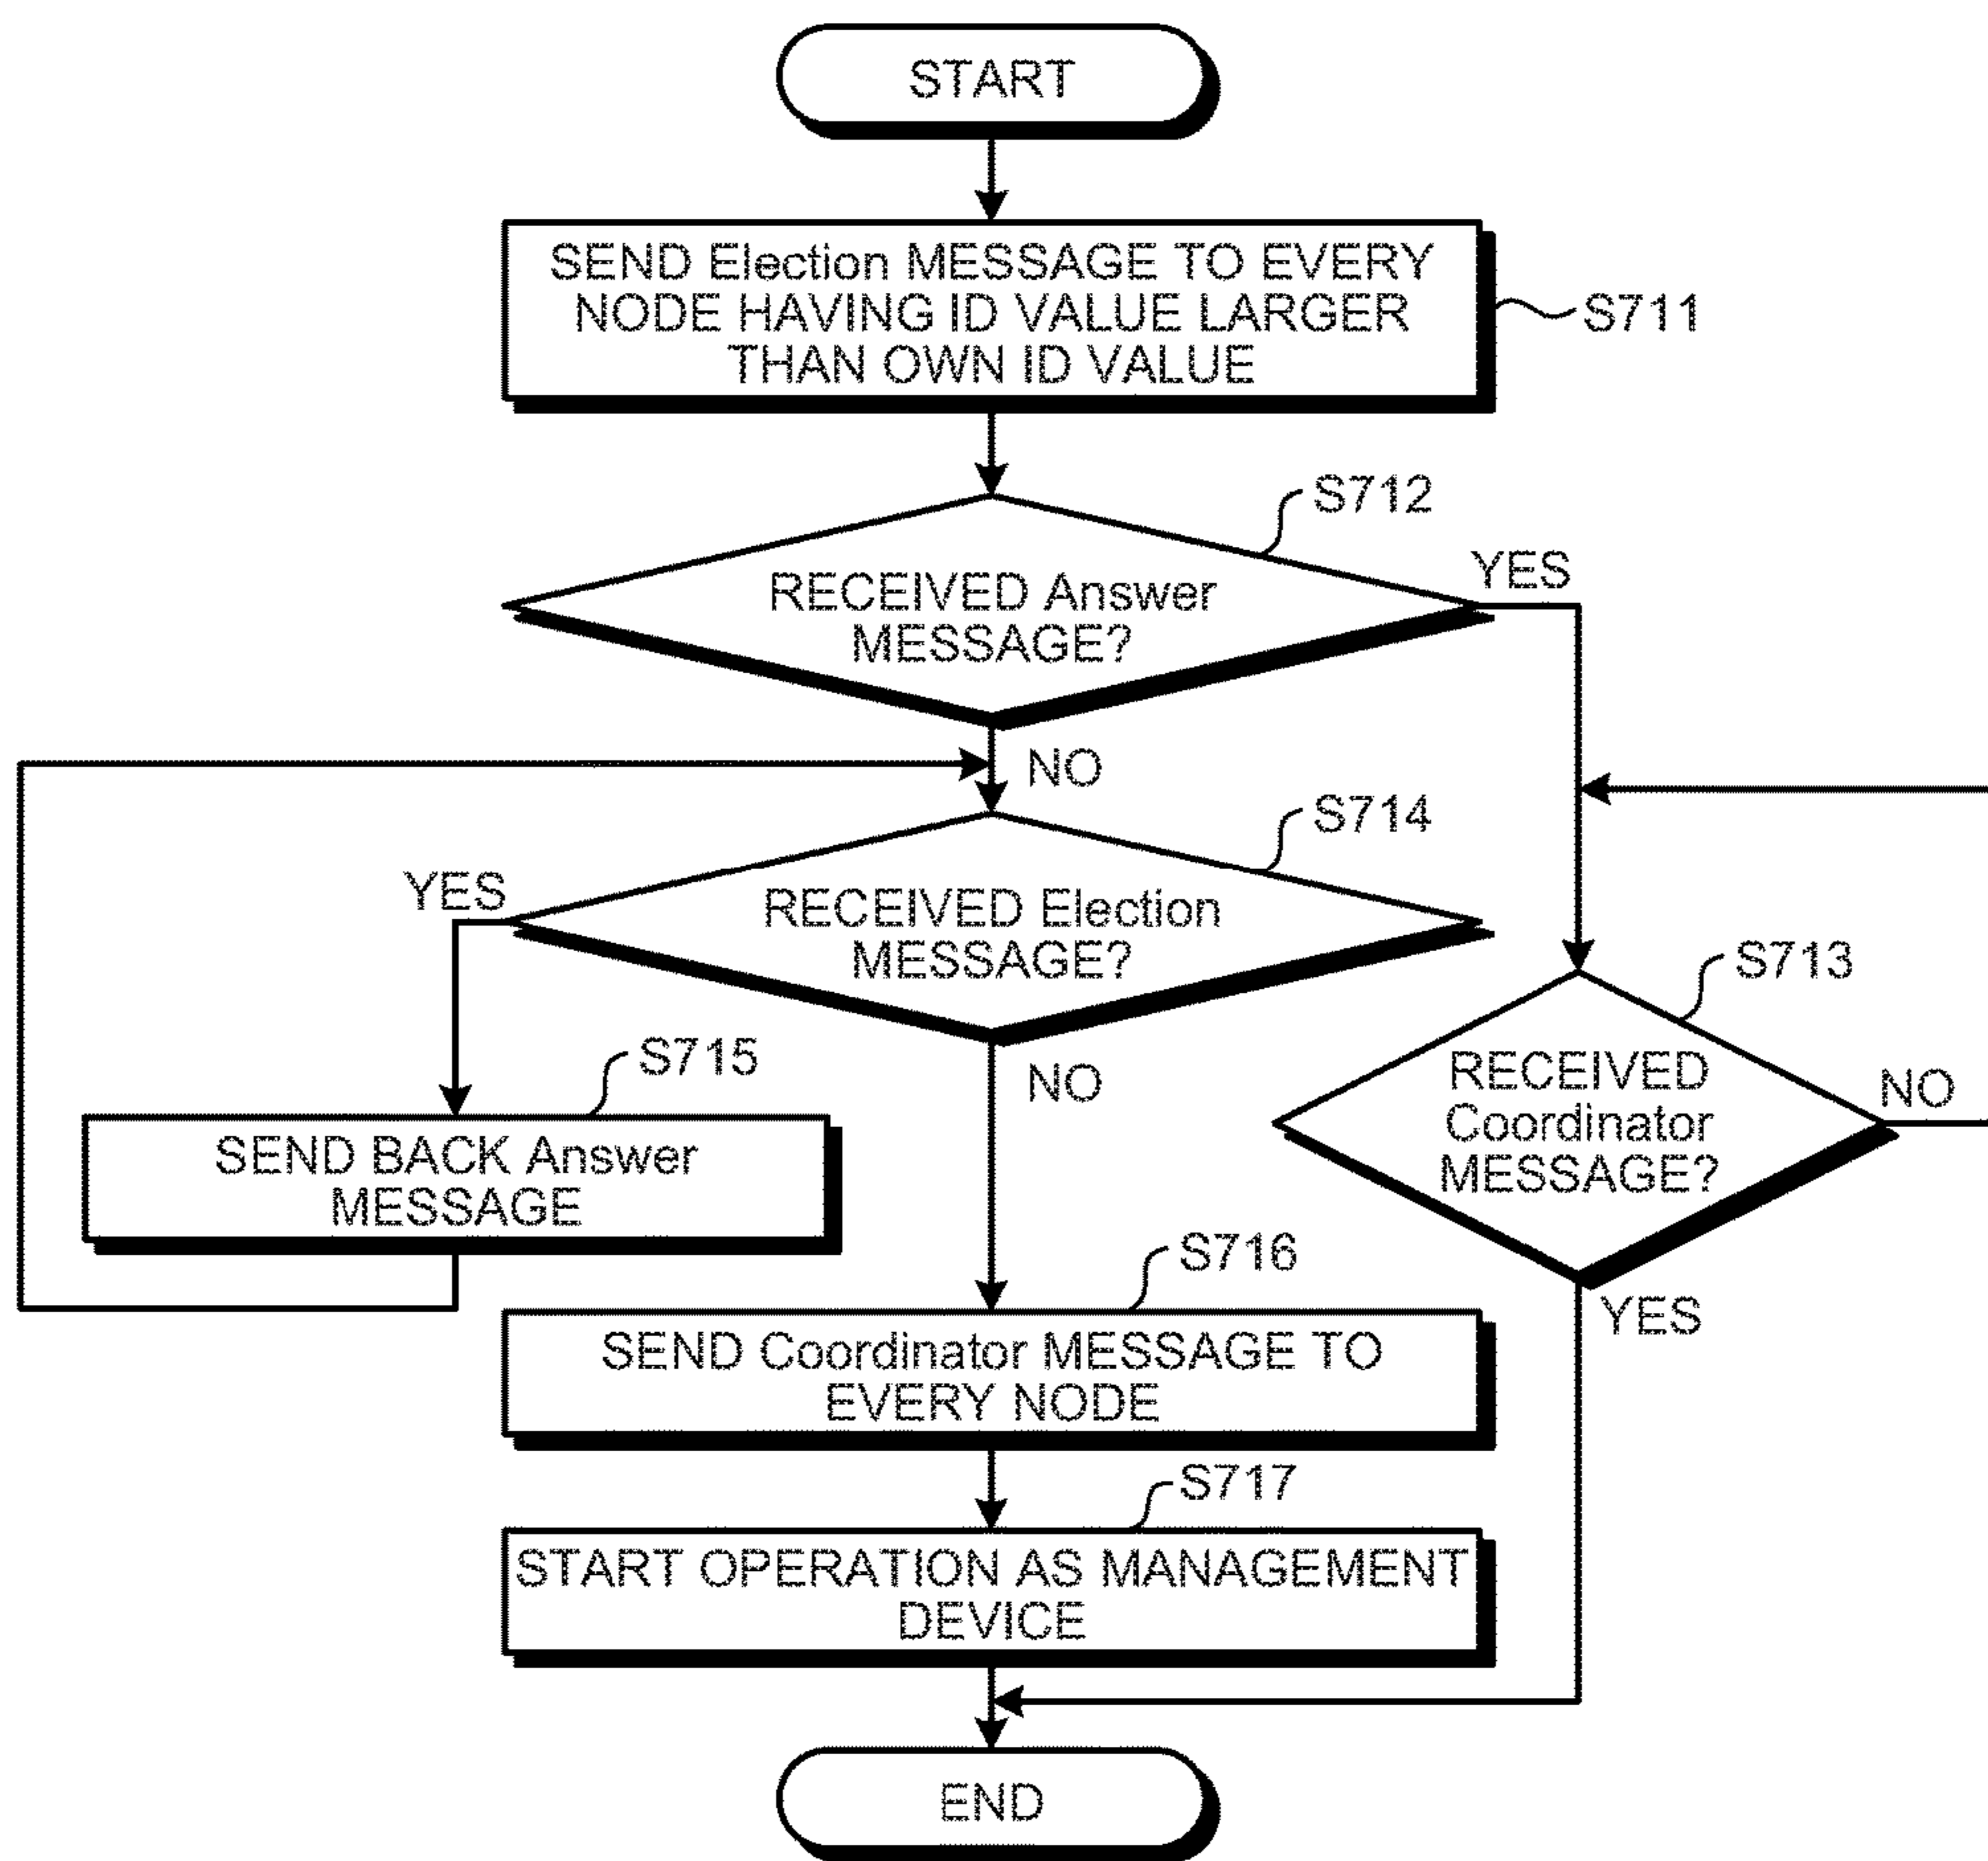 START
SEND Election MESSAGE TO EVERY
NODE HAVING ID VALUE LARGER
THAN OWN ID VALUE
S711
S712
YES
RECEIVED Answer
MESSAGE?
NO
S714
YES
RECEIVED Election
MESSAGE?
NO
S713
RECEIVED
Coordinator
MESSAGE?
NO
YES
S715
SEND BACK Answer
MESSAGE
S716
SEND Coordinator MESSAGE TO
EVERY NODE
S717
START OPERATION AS MANAGEMENT
DEVICE
END